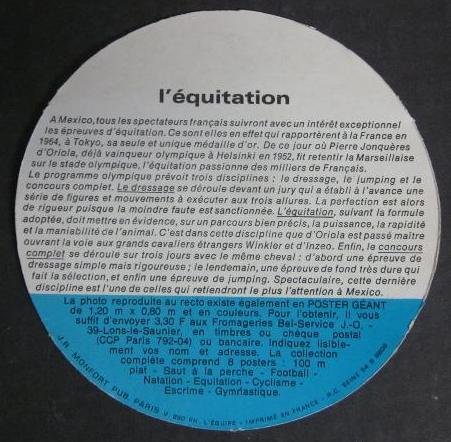 l'équitation
A Mexico, tous les spectateurs français suivront avec un intérêt exceptionnel
les épreuves d'équitation. Ce sont elles en effet qui rapportèrent à la France en
1964, à Tokyo, sa seule et unique médaille d'or. De ce jour où Pierre Jonquères
d'Oriola, déjà vainqueur olympique à Helsinki en 1952, fit retentir la Marseillaise
sur le stade olympique, l'équitation passionne des milliers de Français.
Le programme olympique prévoit trois disciplines : le dressage, le jumping et le
concours complet. Le dressage se déroule devant un jury qui a établi à l'avance une
série de figures et mouvements à exécuter aux trois allures. La perfection est alors
de rigueur puisque la moindre faute est sanctionnée. L'équitation, suivant la formule
adoptée, doit mettre en évidence, sur un parcours bien précis, la puissance, la rapidité
et la maniabilité de l'animal. C'est dans cette discipline que d'Oriola est passé maître
ouvrant la voie aux grands cavaliers étrangers Winkler et d'Inzeo. Enfin, le concours
complet se déroule sur trois jours avec le même cheval : d'abord une épreuve de
dressage simple mais rigoureuse ; le lendemain, une épreuve de fond très dure qui
fait la sélection, et enfin une épreuve de jumping. Spectaculaire, cette dernière
discipline est l'une de celles qui retiendront le plus l'attention à Mexico.
La photo reproduite au recto existe également en POSTER GEANT
de 1,20 m x 0,80 m et en couleurs. Pour l'obtenir, il vous
suffit d'envoyer 3,30 F aux Fromageries Bel-Service J.-O. -
39-Lons-le-Saunier, en timbres ou chèque postal
(CCP Paris 792-04) ou bancaire. Indiquez lisible-
ment vos nom et adresse. La collection
complète comprend 8 posters : 100 m
plat - Saut à la perche - Football -
Natation - Equitation - Cyclisme -
Escrime - Gymnastique.
J.R. MONFORT PUB. PARIS V. 290 PH. L'ÉQUIPE - IMPRIMÉ EN FRANCE - R.C. SEINE